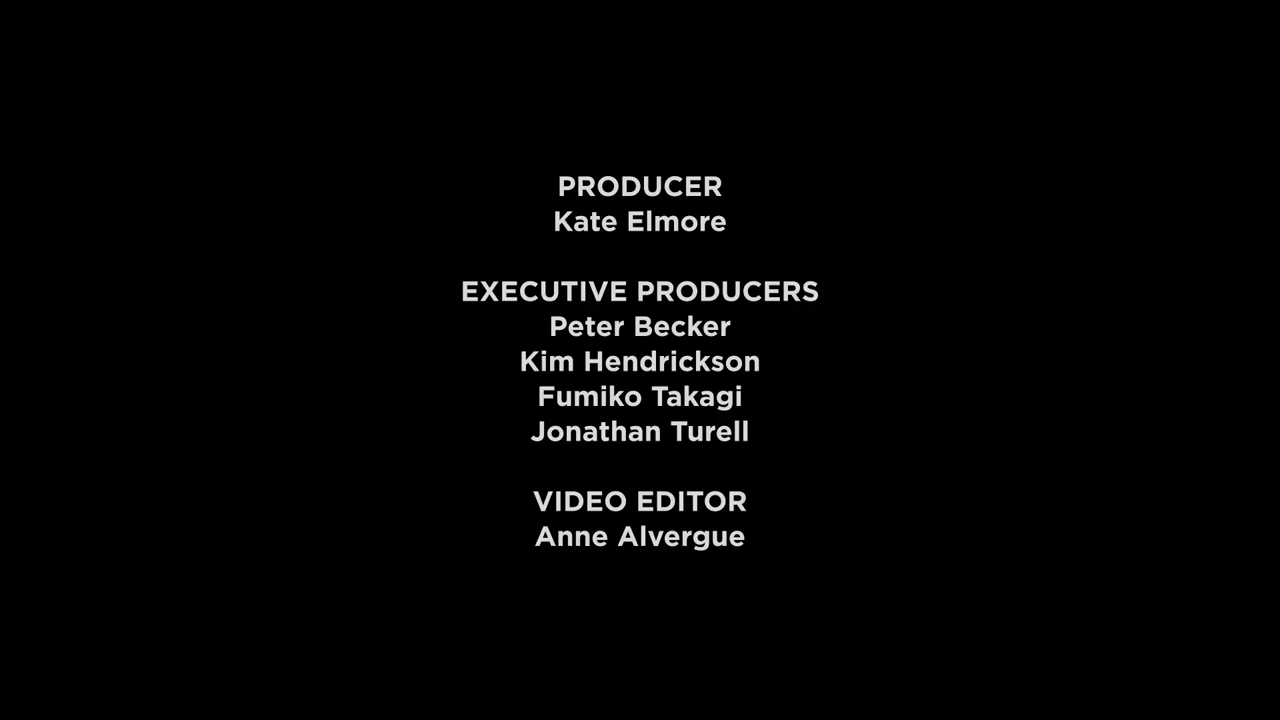 PRODUCER
Kate Elmore
EXECUTIVE PRODUCERS
Peter Becker
Kim Hendrickson
Fumiko Takagi
Jonathan Turell
VIDEO EDITOR
Anne Alvergue